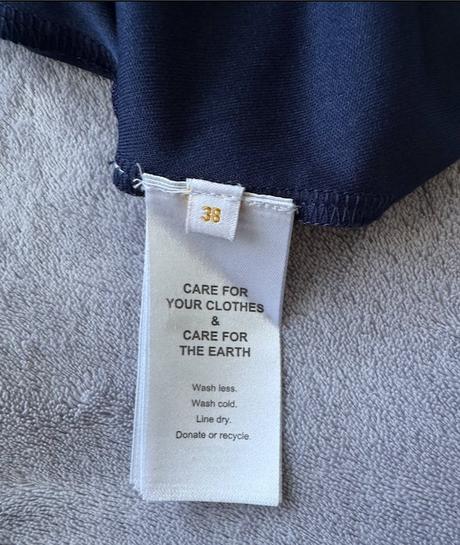 38
CARE FOR
YOUR CLOTHES
&
CARE FOR
THE EARTH
Wash less.
Wash cold.
Line dry.
Donate or recycle.